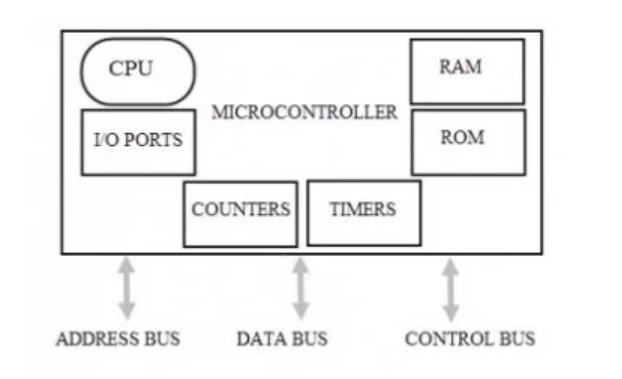 CPU
RAM
MICROCONTROLLER
I/O PORTS
ROM
COUNTERS
TIMERS
ADDRESS BUS
DATA BUS
CONTROL BUS